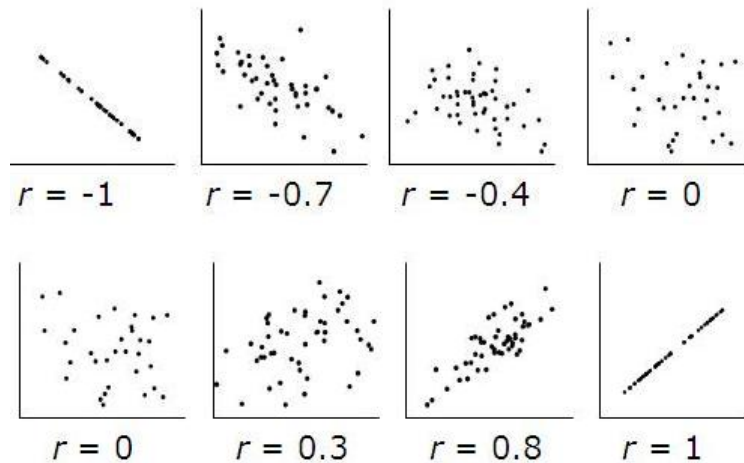 r = -1 r = -0.7 r = -0.4 r = 0
r = 0 r = 0.3 r = 0.8 r = 1